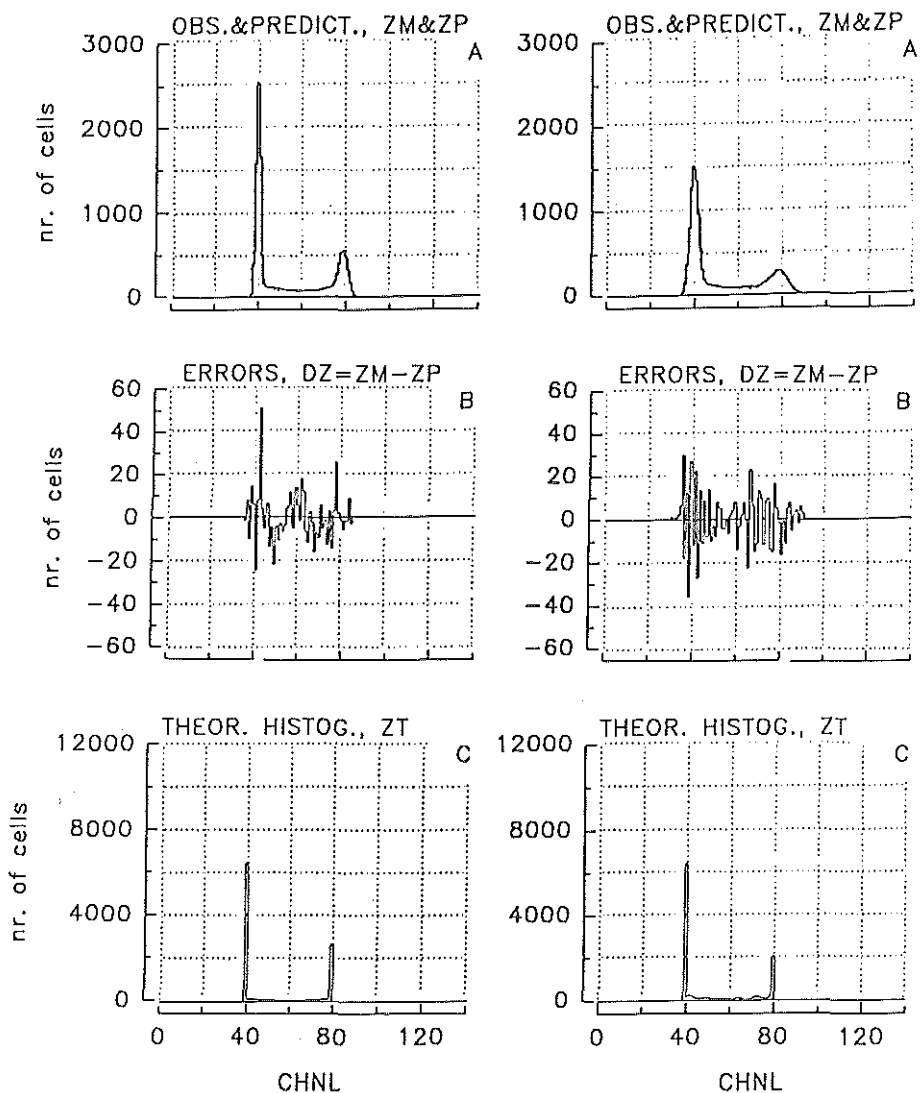 OBS.&PREDICT., ZM&ZP
A
3000
2000
1000
0
nr. of cells
OBS.&PREDICT., ZM&ZP
A
3000
2000
1000
0
ERRORS, DZ=ZM-ZP
B
60
40
20
0
-20
-40
-60
nr. of cells
ERRORS, DZ=ZM-ZP
B
60
40
20
0
-20
-40
-60
THEOR. HISTOG., ZT
C
12000
8000
4000
0
nr. of cells
0 40 80 120
CHNL
THEOR. HISTOG., ZT
C
12000
8000
4000
0
0 40 80 120
CHNL